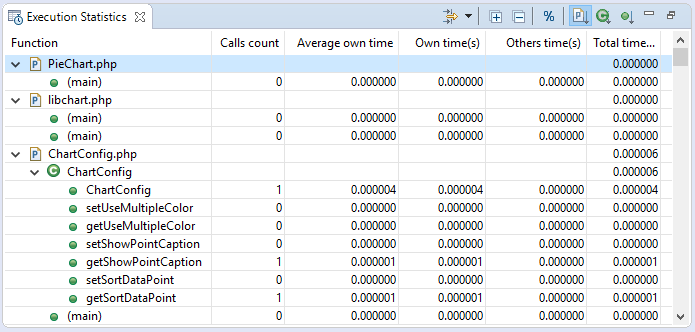 Execution Statistics
%
Function Calls count Average own time Own time(s) Others time(s) Total time...
PieChart.php 0.000000
(main) 0 0.000000 0.000000 0.000000 0.000000
libchart.php 0.000000
(main) 0 0.000000 0.000000 0.000000 0.000000
(main) 0 0.000000 0.000000 0.000000 0.000000
ChartConfig.php 0.000006
ChartConfig 0.000006
ChartConfig 1 0.000004 0.000004 0.000000 0.000004
setUseMultipleColor 0 0.000000 0.000000 0.000000 0.000000
getUseMultipleColor 0 0.000000 0.000000 0.000000 0.000000
setShowPointCaption 0 0.000000 0.000000 0.000000 0.000000
getShowPointCaption 1 0.000001 0.000001 0.000000 0.000001
setSortDataPoint 0 0.000000 0.000000 0.000000 0.000000
getSortDataPoint 1 0.000001 0.000001 0.000000 0.000001
(main) 0 0.000000 0.000000 0.000000 0.000000